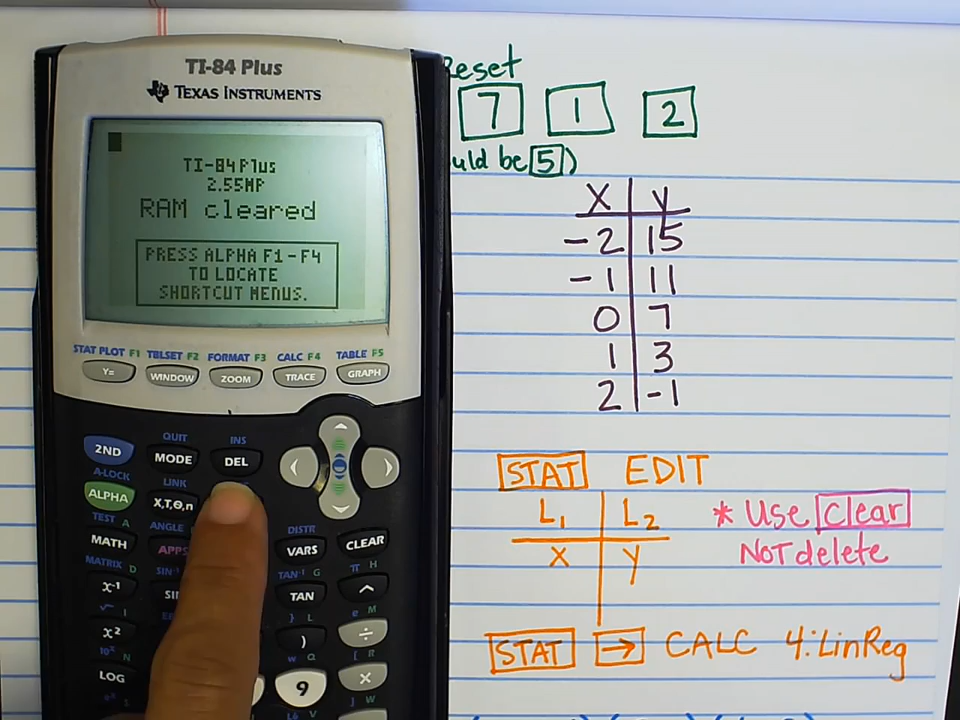 TI-84 Plus
TEXAS INSTRUMENTS
TI-84 Plus
2.55MP
RAM cleared
PRESS ALPHA F1-F4
TO LOCATE
SHORTCUT MENUS.
STAT PLOT F1 TBLSET F2 FORMAT F3 CALC F4 TABLE F5
Y= WINDOW ZOOM TRACE GRAPH
QUIT INS
2ND MODE DEL
A-LOCK LINK
ALPHA X,T,Θ,n
TEST A ANGLE DISTR
MATH APPS VARS CLEAR
MATRIX D SIN⁻¹ TAN⁻¹ G π H
x⁻¹ TAN ^
√ I } L e M
x² ) ÷
10ˣ N w Q [ R
LOG 9 ×
Reset
7 1 2
ould be 5)
X Y
-2 15
-1 11
0 7
1 3
2 -1
STAT EDIT
L₁ L₂
X Y
* Use clear
NOT delete
STAT → CALC 4:LinReg